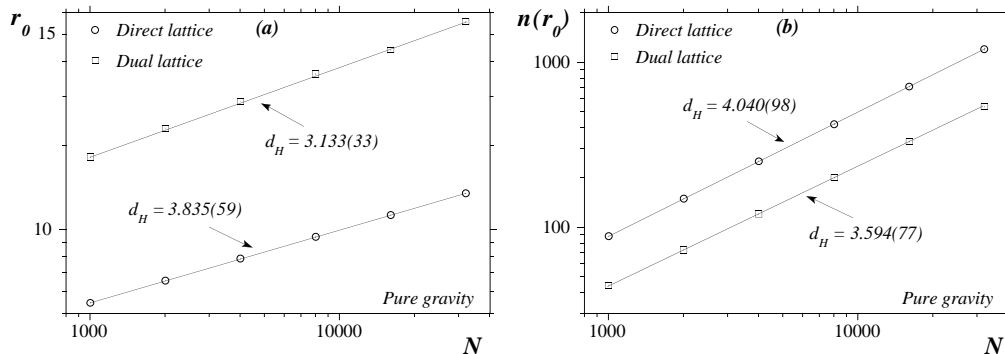 r0
(a)
15
Direct lattice
Dual lattice
dH = 3.133(33)
dH = 3.835(59)
10
Pure gravity
1000
10000
N
n(r0)
(b)
Direct lattice
Dual lattice
1000
dH = 4.040(98)
100
dH = 3.594(77)
Pure gravity
1000
10000
N